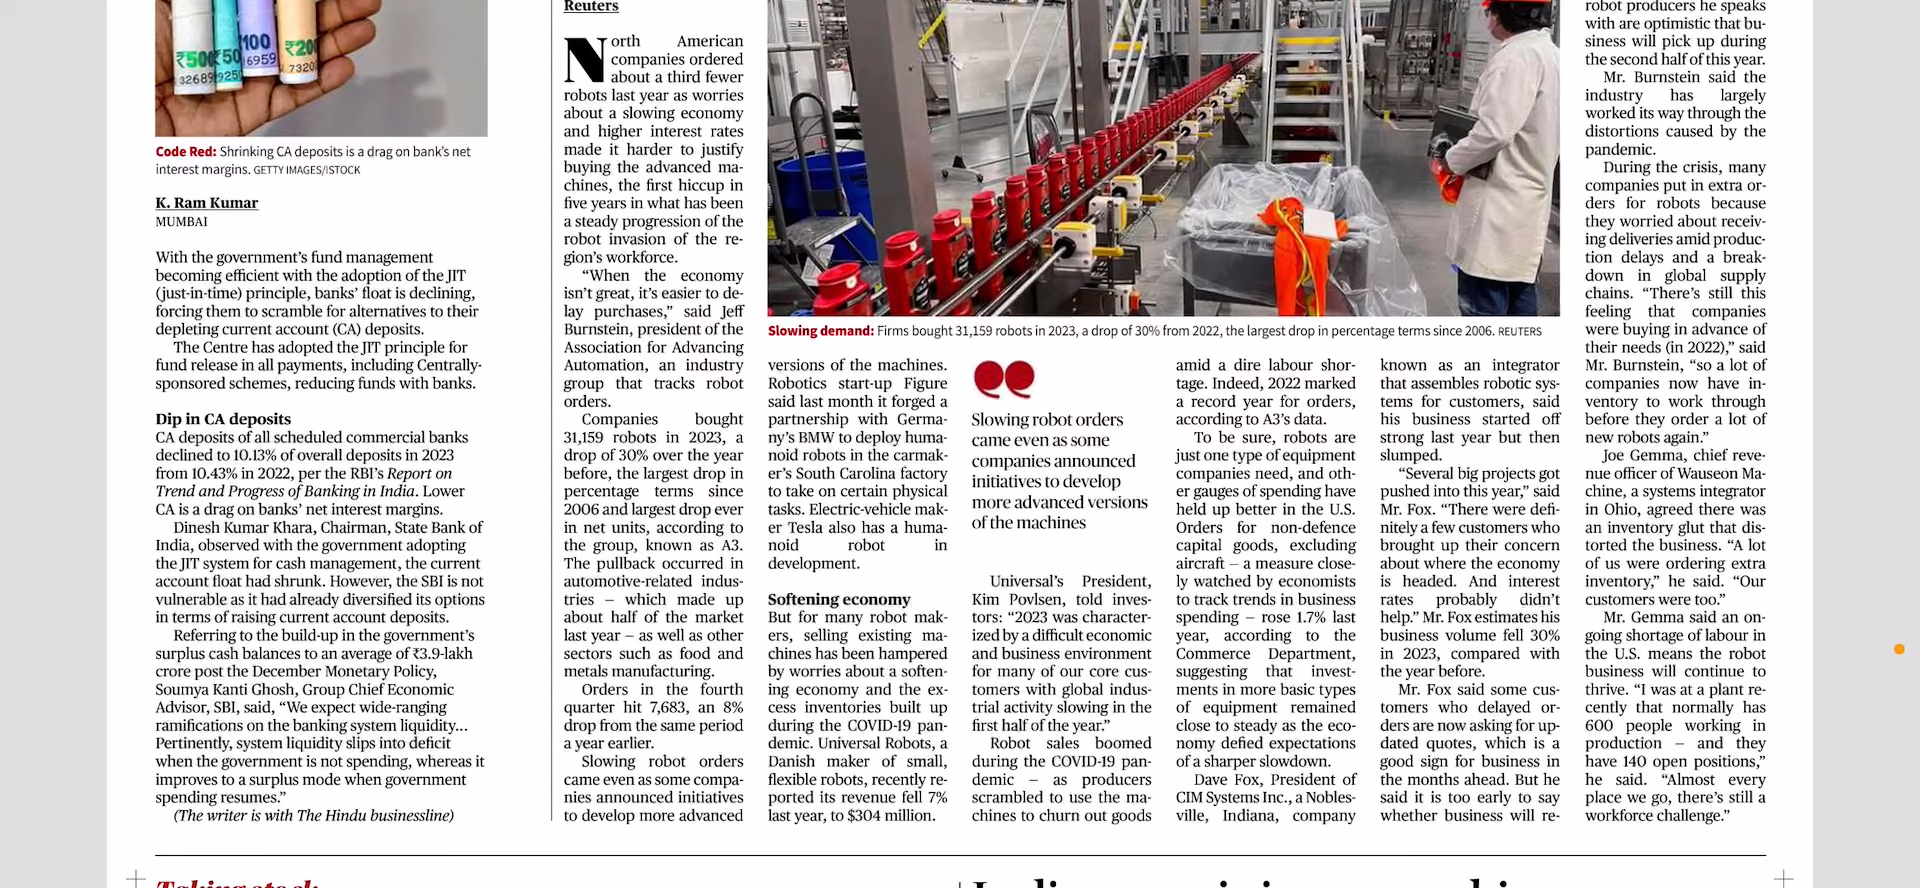 ₹500
32689
₹50
9259
₹100
16959
₹200
7320
Code Red: Shrinking CA deposits is a drag on bank’s net
interest margins. GETTY IMAGES/ISTOCK
K. Ram Kumar
MUMBAI
With the government’s fund management
becoming efficient with the adoption of the JIT
(just-in-time) principle, banks’ float is declining,
forcing them to scramble for alternatives to their
depleting current account (CA) deposits.
The Centre has adopted the JIT principle for
fund release in all payments, including Centrally-
sponsored schemes, reducing funds with banks.
Dip in CA deposits
CA deposits of all scheduled commercial banks
declined to 10.13% of overall deposits in 2023
from 10.43% in 2022, per the RBI’s Report on
Trend and Progress of Banking in India. Lower
CA is a drag on banks’ net interest margins.
Dinesh Kumar Khara, Chairman, State Bank of
India, observed with the government adopting
the JIT system for cash management, the current
account float had shrunk. However, the SBI is not
vulnerable as it had already diversified its options
in terms of raising current account deposits.
Referring to the build-up in the government’s
surplus cash balances to an average of ₹3.9-lakh
crore post the December Monetary Policy,
Soumya Kanti Ghosh, Group Chief Economic
Advisor, SBI, said, “We expect wide-ranging
ramifications on the banking system liquidity...
Pertinently, system liquidity slips into deficit
when the government is not spending, whereas it
improves to a surplus mode when government
spending resumes.”
(The writer is with The Hindu businessline)
Reuters
North American
companies ordered
about a third fewer
robots last year as worries
about a slowing economy
and higher interest rates
made it harder to justify
buying the advanced ma-
chines, the first hiccup in
five years in what has been
a steady progression of the
robot invasion of the re-
gion’s workforce.
“When the economy
isn’t great, it’s easier to de-
lay purchases,” said Jeff
Burnstein, president of the
Association for Advancing
Automation, an industry
group that tracks robot
orders.
Companies bought
31,159 robots in 2023, a
drop of 30% over the year
before, the largest drop in
percentage terms since
2006 and largest drop ever
in net units, according to
the group, known as A3.
The pullback occurred in
automotive-related indus-
tries – which made up
about half of the market
last year – as well as other
sectors such as food and
metals manufacturing.
Orders in the fourth
quarter hit 7,683, an 8%
drop from the same period
a year earlier.
Slowing robot orders
came even as some compa-
nies announced initiatives
to develop more advanced
Slowing demand: Firms bought 31,159 robots in 2023, a drop of 30% from 2022, the largest drop in percentage terms since 2006. REUTERS
versions of the machines.
Robotics start-up Figure
said last month it forged a
partnership with Germa-
ny’s BMW to deploy huma-
noid robots in the carmak-
er’s South Carolina factory
to take on certain physical
tasks. Electric-vehicle mak-
er Tesla also has a huma-
noid robot in
development.
Softening economy
But for many robot mak-
ers, selling existing ma-
chines has been hampered
by worries about a soften-
ing economy and the ex-
cess inventories built up
during the COVID-19 pan-
demic. Universal Robots, a
Danish maker of small,
flexible robots, recently re-
ported its revenue fell 7%
last year, to $304 million.
Slowing robot orders
came even as some
companies announced
initiatives to develop
more advanced versions
of the machines
Universal’s President,
Kim Povlsen, told inves-
tors: “2023 was character-
ized by a difficult economic
and business environment
for many of our core cus-
tomers with global indus-
trial activity slowing in the
first half of the year.”
Robot sales boomed
during the COVID-19 pan-
demic – as producers
scrambled to use the ma-
chines to churn out goods
amid a dire labour shor-
tage. Indeed, 2022 marked
a record year for orders,
according to A3’s data.
To be sure, robots are
just one type of equipment
companies need, and oth-
er gauges of spending have
held up better in the U.S.
Orders for non-defence
capital goods, excluding
aircraft – a measure close-
ly watched by economists
to track trends in business
spending – rose 1.7% last
year, according to the
Commerce Department,
suggesting that invest-
ments in more basic types
of equipment remained
close to steady as the eco-
nomy defied expectations
of a sharper slowdown.
Dave Fox, President of
CIM Systems Inc., a Nobles-
ville, Indiana, company
known as an integrator
that assembles robotic sys-
tems for customers, said
his business started off
strong last year but then
slumped.
“Several big projects got
pushed into this year,” said
Mr. Fox. “There were defi-
nitely a few customers who
brought up their concern
about where the economy
is headed. And interest
rates probably didn’t
help.” Mr. Fox estimates his
business volume fell 30%
in 2023, compared with
the year before.
Mr. Fox said some cus-
tomers who delayed or-
ders are now asking for up-
dated quotes, which is a
good sign for business in
the months ahead. But he
said it is too early to say
whether business will re-
robot producers he speaks
with are optimistic that bu-
siness will pick up during
the second half of this year.
Mr. Burnstein said the
industry has largely
worked its way through the
distortions caused by the
pandemic.
During the crisis, many
companies put in extra or-
ders for robots because
they worried about receiv-
ing deliveries amid produc-
tion delays and a break-
down in global supply
chains. “There’s still this
feeling that companies
were buying in advance of
their needs (in 2022),” said
Mr. Burnstein, “so a lot of
companies now have in-
ventory to work through
before they order a lot of
new robots again.”
Joe Gemma, chief reve-
nue officer of Wauseon Ma-
chine, a systems integrator
in Ohio, agreed there was
an inventory glut that dis-
torted the business. “A lot
of us were ordering extra
inventory,” he said. “Our
customers were too.”
Mr. Gemma said an on-
going shortage of labour in
the U.S. means the robot
business will continue to
thrive. “I was at a plant re-
cently that normally has
600 people working in
production – and they
have 140 open positions,”
he said. “Almost every
place we go, there’s still a
workforce challenge.”
Taking stock